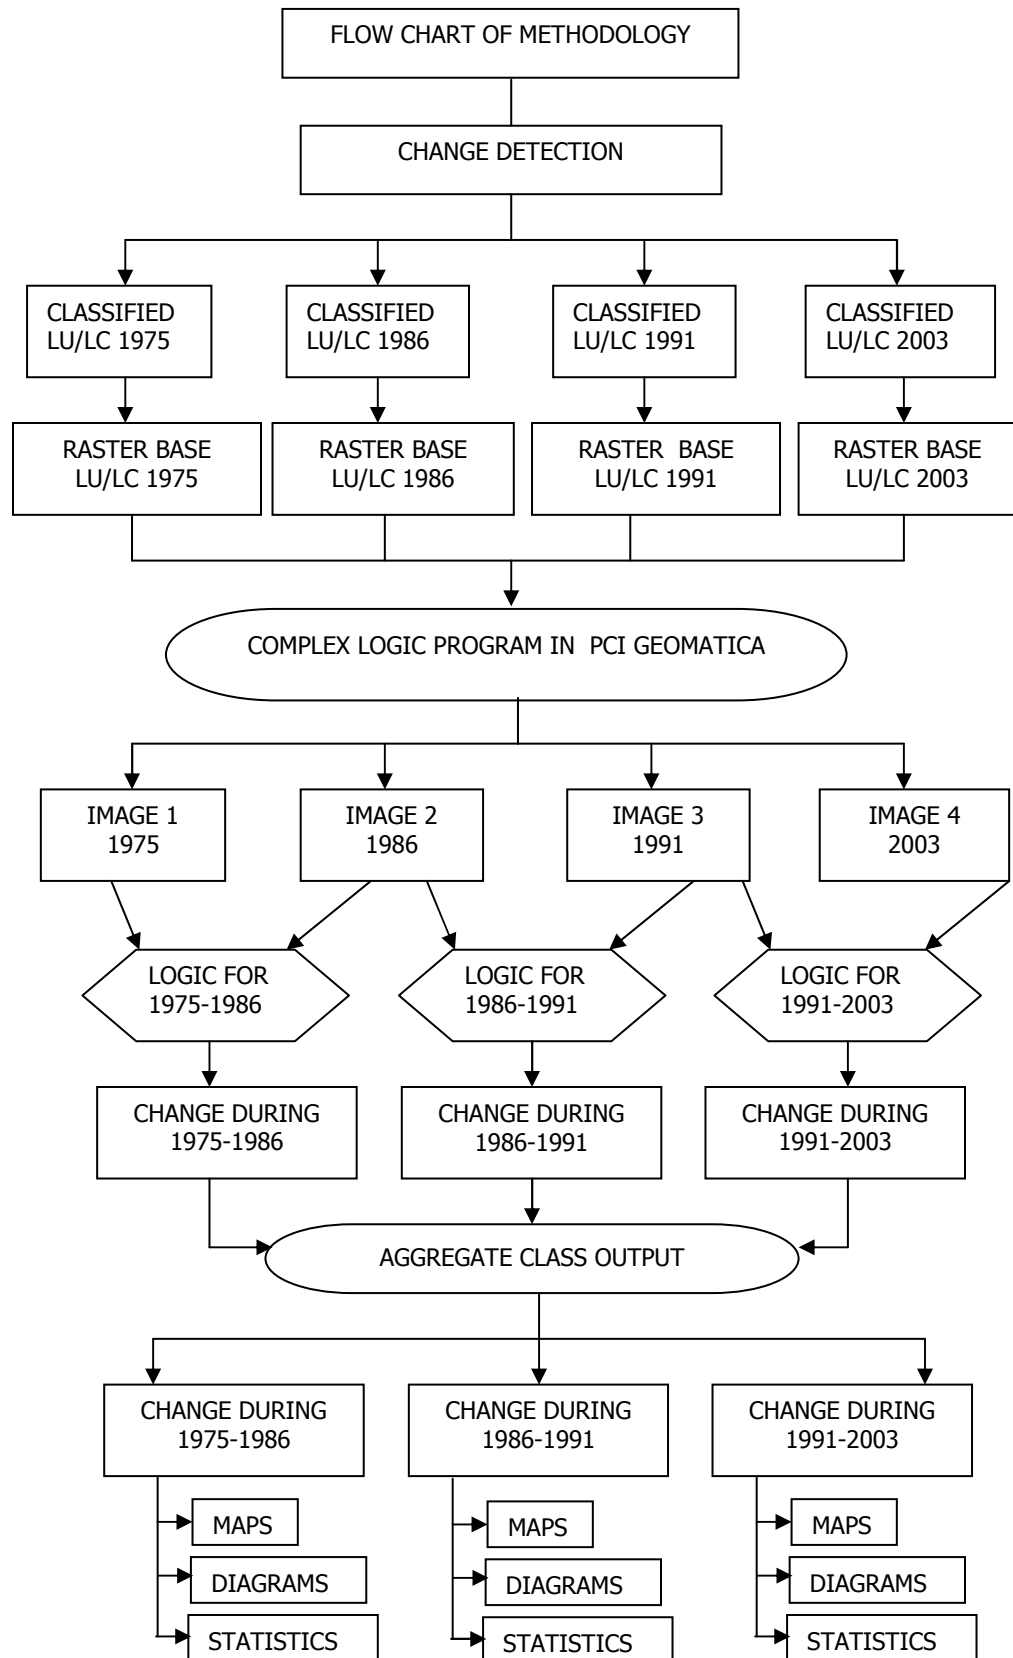 FLOW CHART OF METHODOLOGY
CHANGE DETECTION
CLASSIFIED
LU/LC 1975
CLASSIFIED
LU/LC 1986
CLASSIFIED
LU/LC 1991
CLASSIFIED
LU/LC 2003
RASTER BASE
LU/LC 1975
RASTER BASE
LU/LC 1986
RASTER BASE
LU/LC 1991
RASTER BASE
LU/LC 2003
COMPLEX LOGIC PROGRAM IN PCI GEOMATICA
IMAGE 1
1975
IMAGE 2
1986
IMAGE 3
1991
IMAGE 4
2003
LOGIC FOR
1975-1986
LOGIC FOR
1986-1991
LOGIC FOR
1991-2003
CHANGE DURING
1975-1986
CHANGE DURING
1986-1991
CHANGE DURING
1991-2003
AGGREGATE CLASS OUTPUT
CHANGE DURING
1975-1986
CHANGE DURING
1986-1991
CHANGE DURING
1991-2003
MAPS
MAPS
MAPS
DIAGRAMS
DIAGRAMS
DIAGRAMS
STATISTICS
STATISTICS
STATISTICS